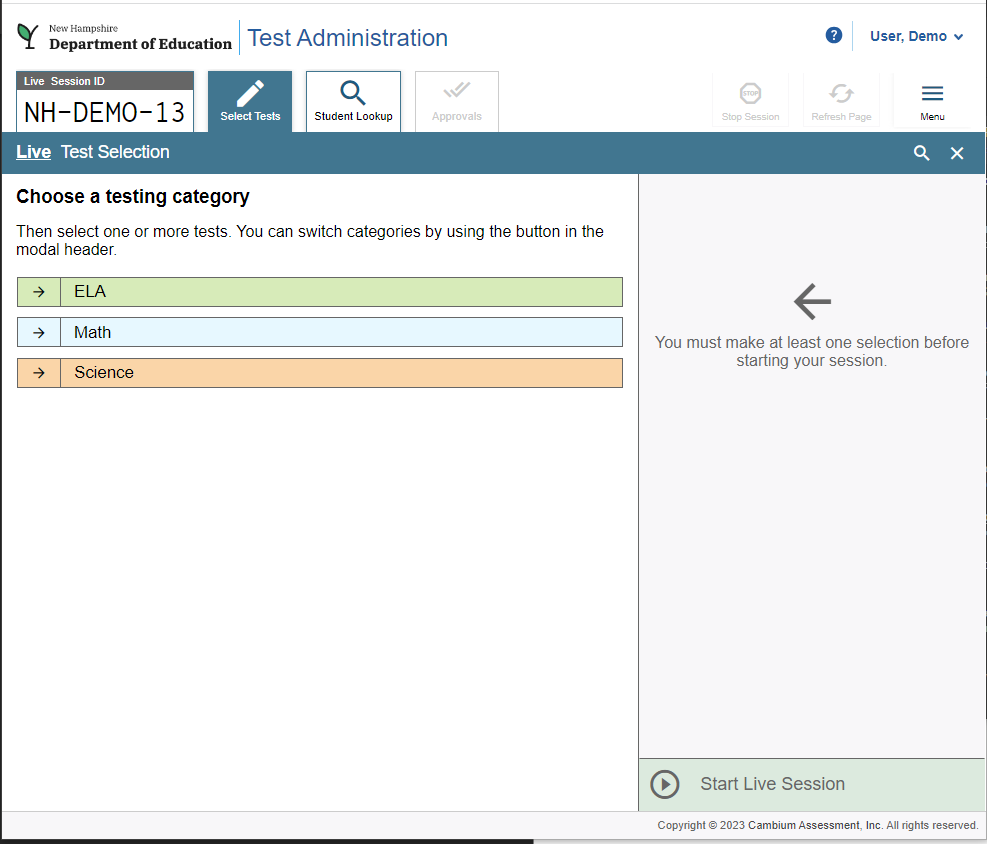 New Hampshire
Department of Education
Test Administration
?
User, Demo
Live Session ID
NH-DEMO-13
Select Tests
Student Lookup
Approvals
STOP
Stop Session
Refresh Page
Menu
Live Test Selection
Choose a testing category
Then select one or more tests. You can switch categories by using the button in the
modal header.
ELA
Math
Science
You must make at least one selection before
starting your session.
Start Live Session
Copyright © 2023 Cambium Assessment, Inc. All rights reserved.